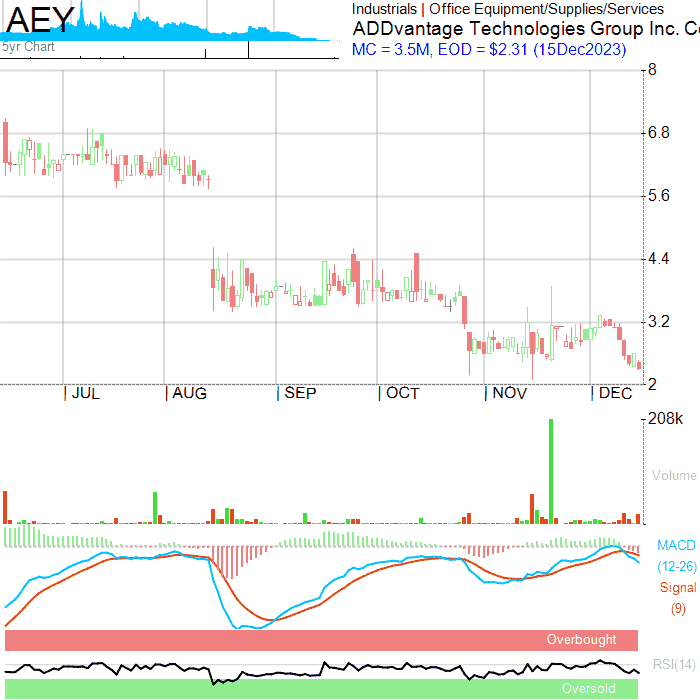 AEY
5yr Chart
Industrials | Office Equipment/Supplies/Services
ADDvantage Technologies Group Inc. Co
MC = 3.5M, EOD = $2.31 (15Dec2023)
8
6.8
5.6
4.4
3.2
2
JUL AUG SEP OCT NOV DEC
208k
Volume
MACD
(12-26)
Signal
(9)
Overbought
RSI(14)
Oversold